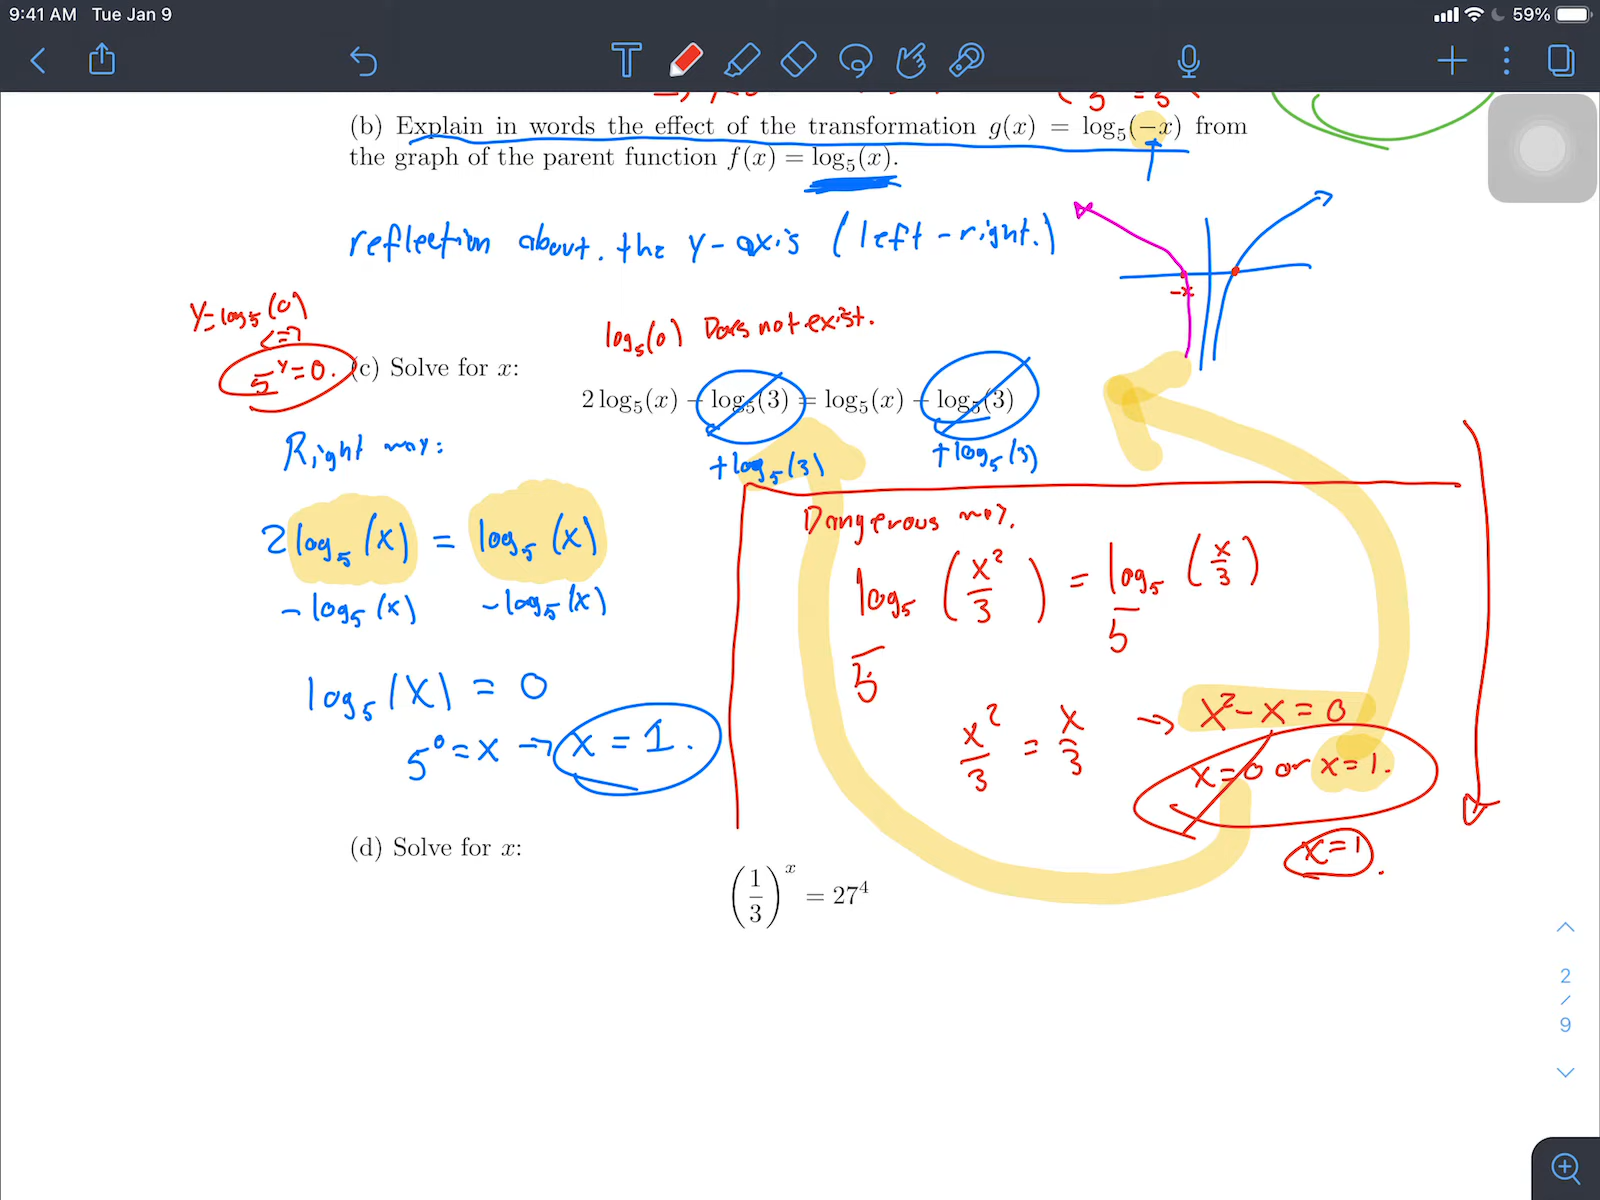 9:41 AM Tue Jan 9
59%
(b) Explain in words the effect of the transformation g(x) = log₅(−x) from
the graph of the parent function f(x) = log₅(x).
reflection about. the y-axis (left-right.)
-x
y=log₅(0)
<=>
5^y=0.
log₅(0) Does not exist.
(c) Solve for x:
2 log₅(x) − log₅(3) = log₅(x) − log₅(3)
+log₅(3) +log₅(3)
Right way:
2log₅(x) = log₅(x)
-log₅(x) -log₅(x)
log₅(x) = 0
5⁰=x → x = 1.
Dangerous way.
log₅(x²/3) = log₅(x/3)
5 5
x²/3 = x/3 → x²-x=0
x=0 or x=1.
x=1.
(d) Solve for x:
(1/3)^x = 27⁴
2
/
9